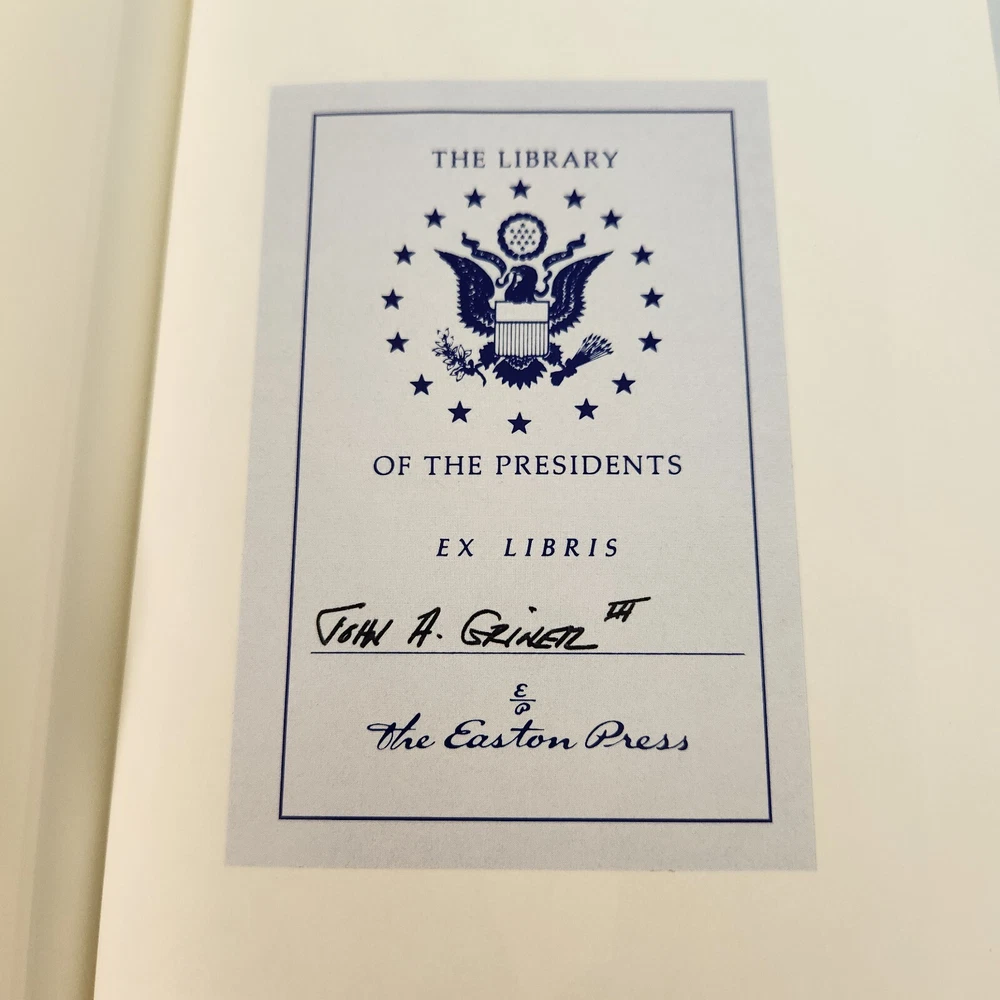 THE LIBRARY
OF THE PRESIDENTS
EX LIBRIS
JOHN A. GRINER III
E
P
The Easton Press